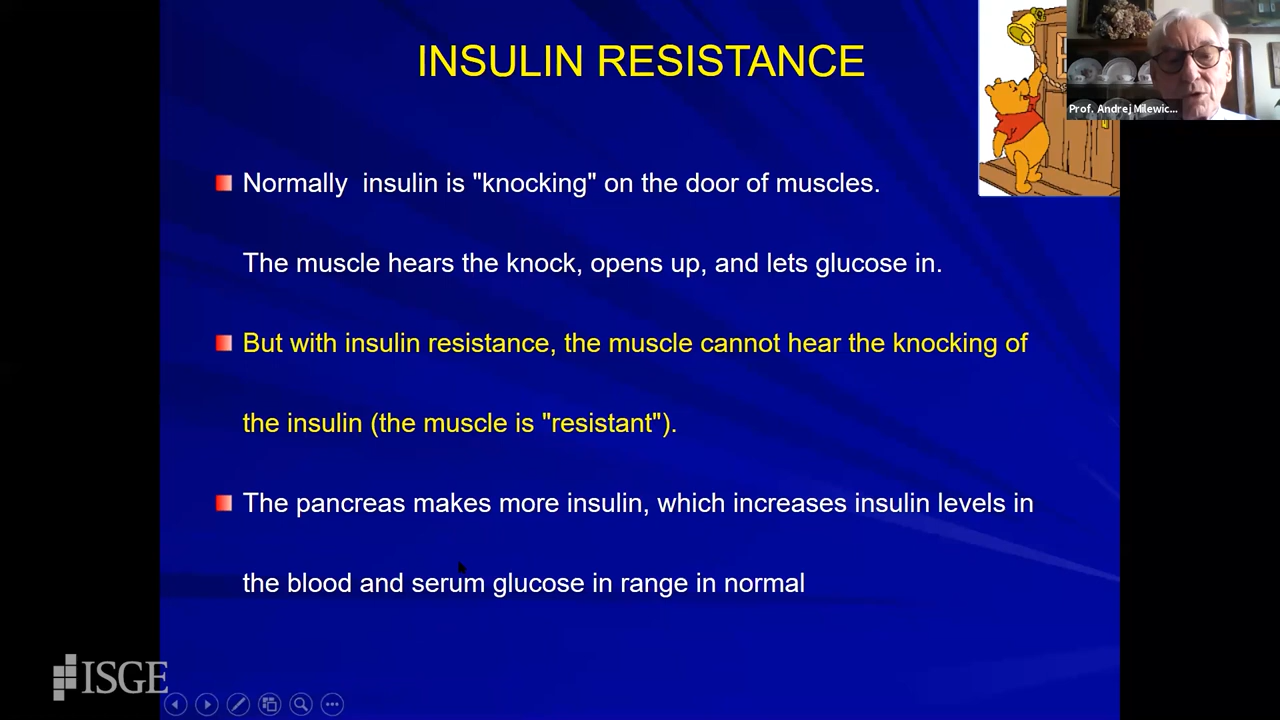 INSULIN RESISTANCE
Prof. Andrej Milewic...
Normally  insulin is "knocking" on the door of muscles.
The muscle hears the knock, opens up, and lets glucose in.
But with insulin resistance, the muscle cannot hear the knocking of
the insulin (the muscle is "resistant").
The pancreas makes more insulin, which increases insulin levels in
the blood and serum glucose in range in normal
ISGE